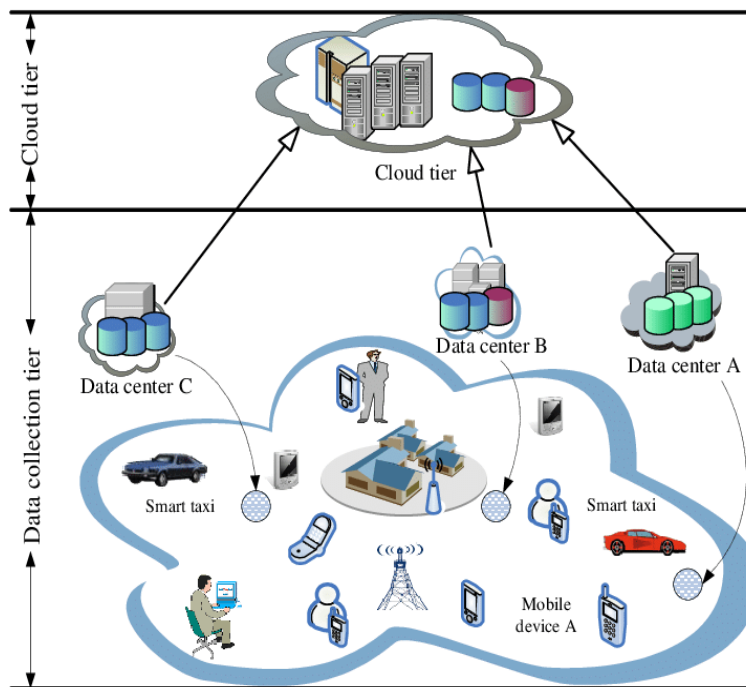 Cloud tier
Cloud tier
Data collection tier
Data center C
Data center B
Data center A
Smart taxi
Smart taxi
Mobile
device A